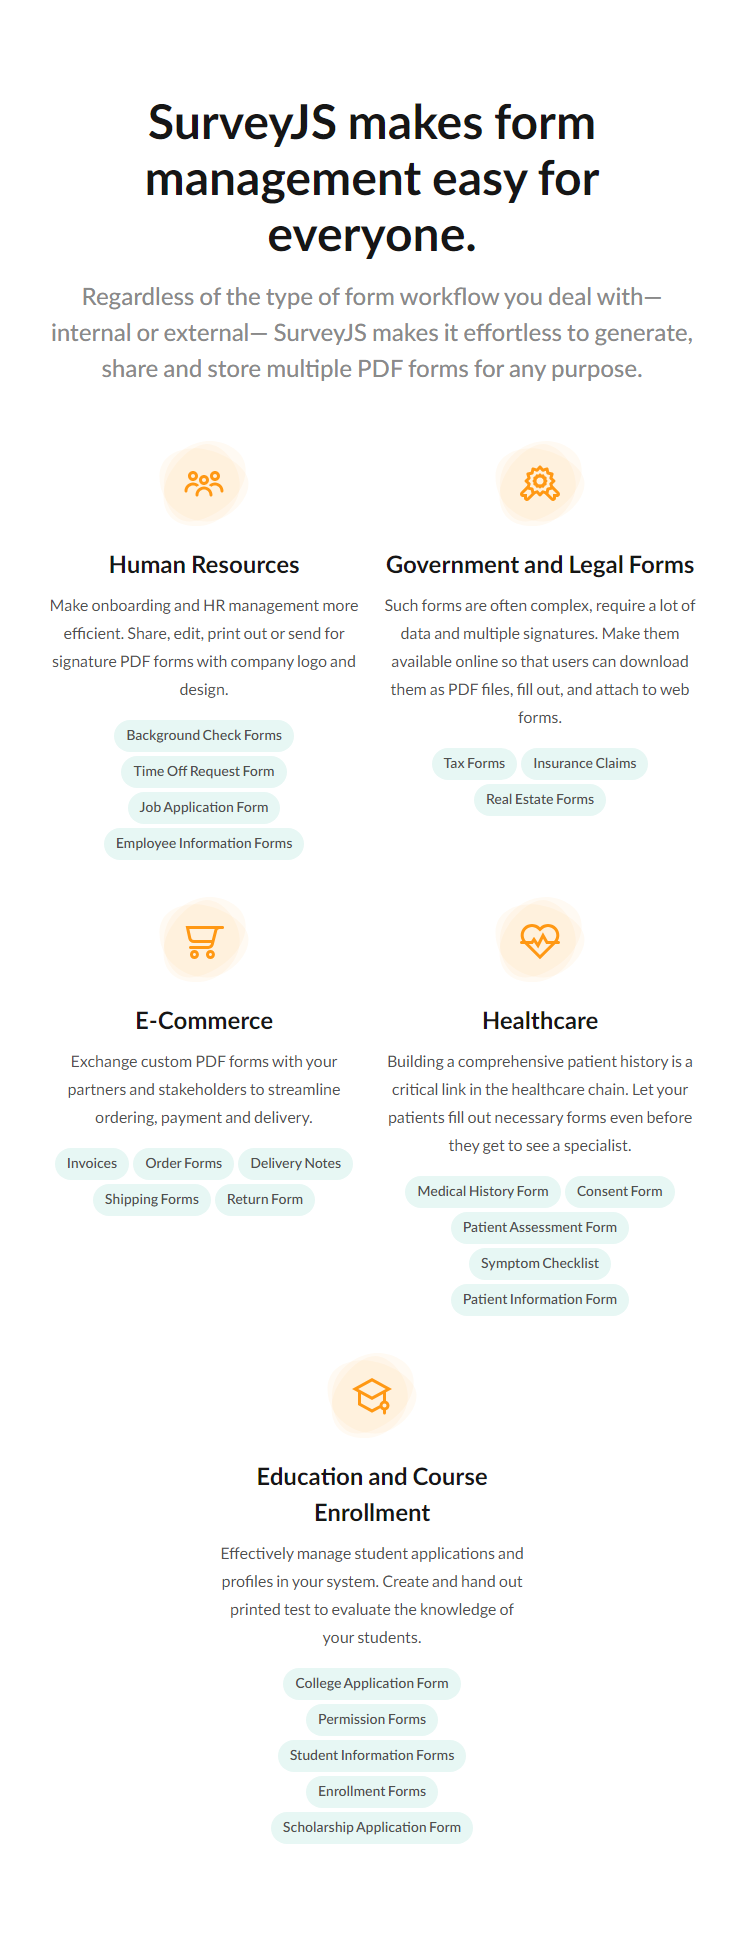 SurveyJS makes form
management easy for
everyone.
Regardless of the type of form workflow you deal with—
internal or external— SurveyJS makes it effortless to generate,
share and store multiple PDF forms for any purpose.
Human Resources
Make onboarding and HR management more
efficient. Share, edit, print out or send for
signature PDF forms with company logo and
design.
Background Check Forms
Time Off Request Form
Job Application Form
Employee Information Forms
Government and Legal Forms
Such forms are often complex, require a lot of
data and multiple signatures. Make them
available online so that users can download
them as PDF files, fill out, and attach to web
forms.
Tax Forms
Insurance Claims
Real Estate Forms
E-Commerce
Exchange custom PDF forms with your
partners and stakeholders to streamline
ordering, payment and delivery.
Invoices
Order Forms
Delivery Notes
Shipping Forms
Return Form
Healthcare
Building a comprehensive patient history is a
critical link in the healthcare chain. Let your
patients fill out necessary forms even before
they get to see a specialist.
Medical History Form
Consent Form
Patient Assessment Form
Symptom Checklist
Patient Information Form
Education and Course
Enrollment
Effectively manage student applications and
profiles in your system. Create and hand out
printed test to evaluate the knowledge of
your students.
College Application Form
Permission Forms
Student Information Forms
Enrollment Forms
Scholarship Application Form